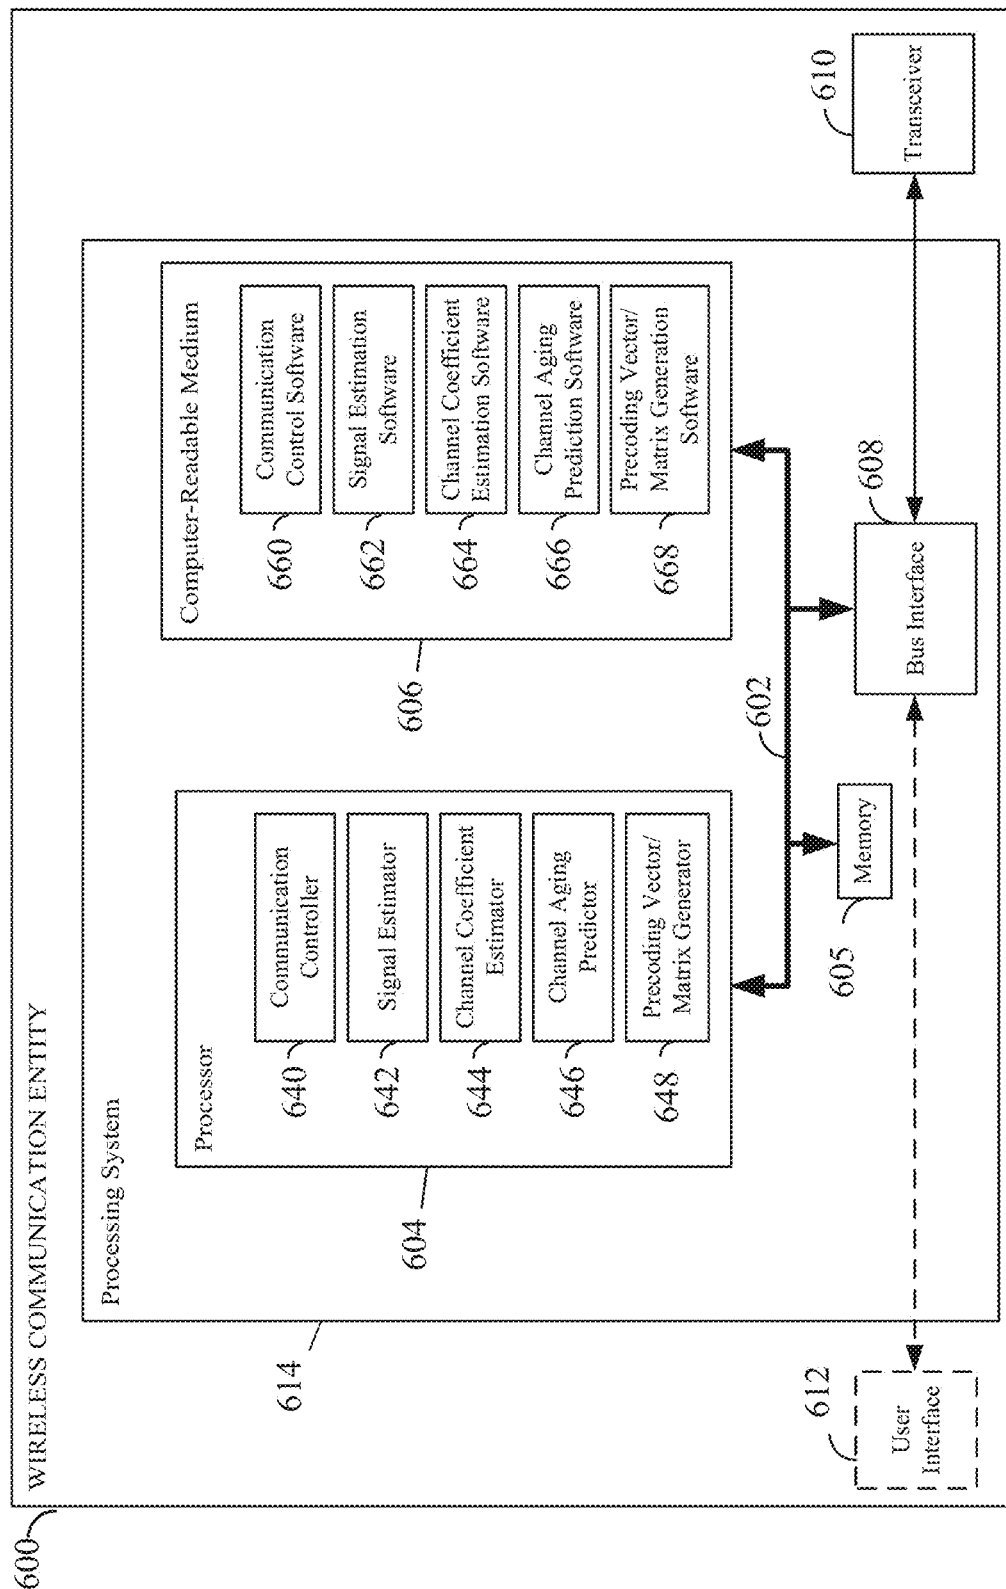 600
WIRELESS COMMUNICATION ENTITY
614
Processing System
604
Processor
640
Communication
Controller
642
Signal Estimator
644
Channel Coefficient
Estimator
646
Channel Aging
Predictor
648
Precoding Vector/
Matrix Generator
606
Computer-Readable Medium
660
Communication
Control Software
662
Signal Estimation
Software
664
Channel Coefficient
Estimation Software
666
Channel Aging
Prediction Software
668
Precoding Vector/
Matrix Generation
Software
602
605
Memory
608
Bus Interface
612
User
Interface
610
Transceiver